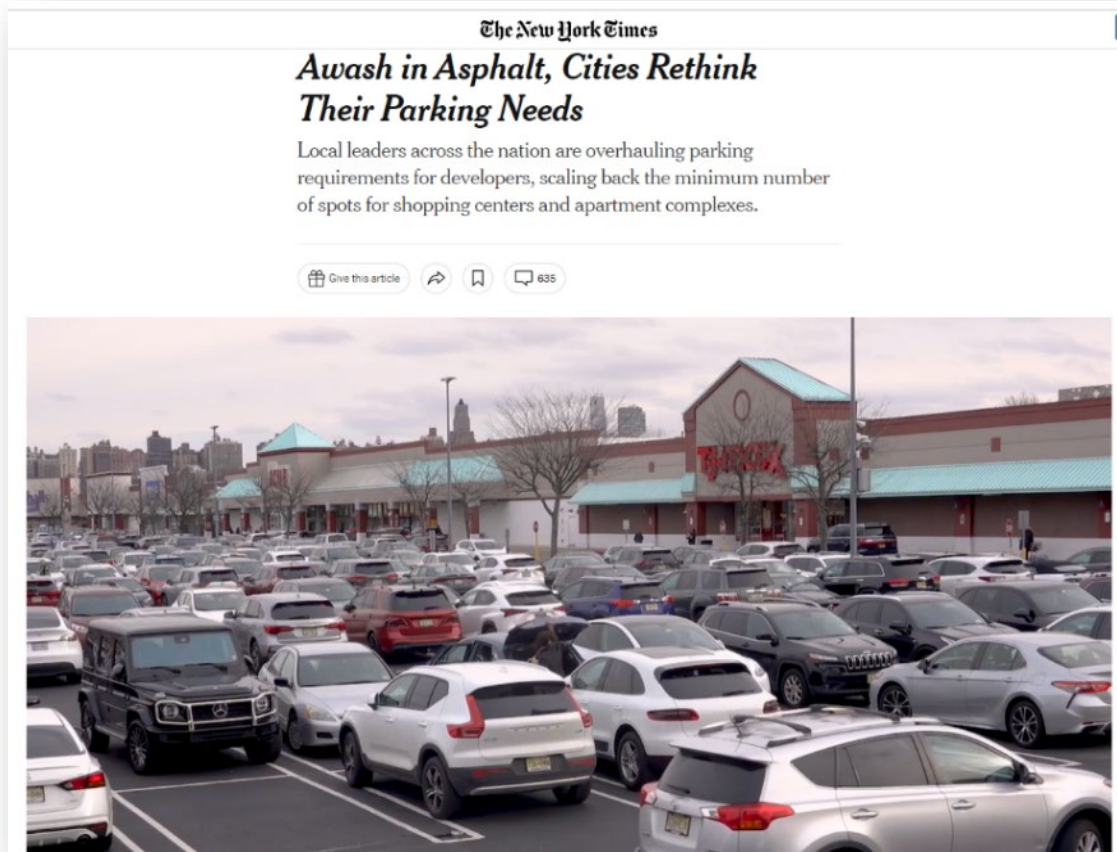 The New York Times
Awash in Asphalt, Cities Rethink
Their Parking Needs
Local leaders across the nation are overhauling parking
requirements for developers, scaling back the minimum number
of spots for shopping centers and apartment complexes.
Give this article
635